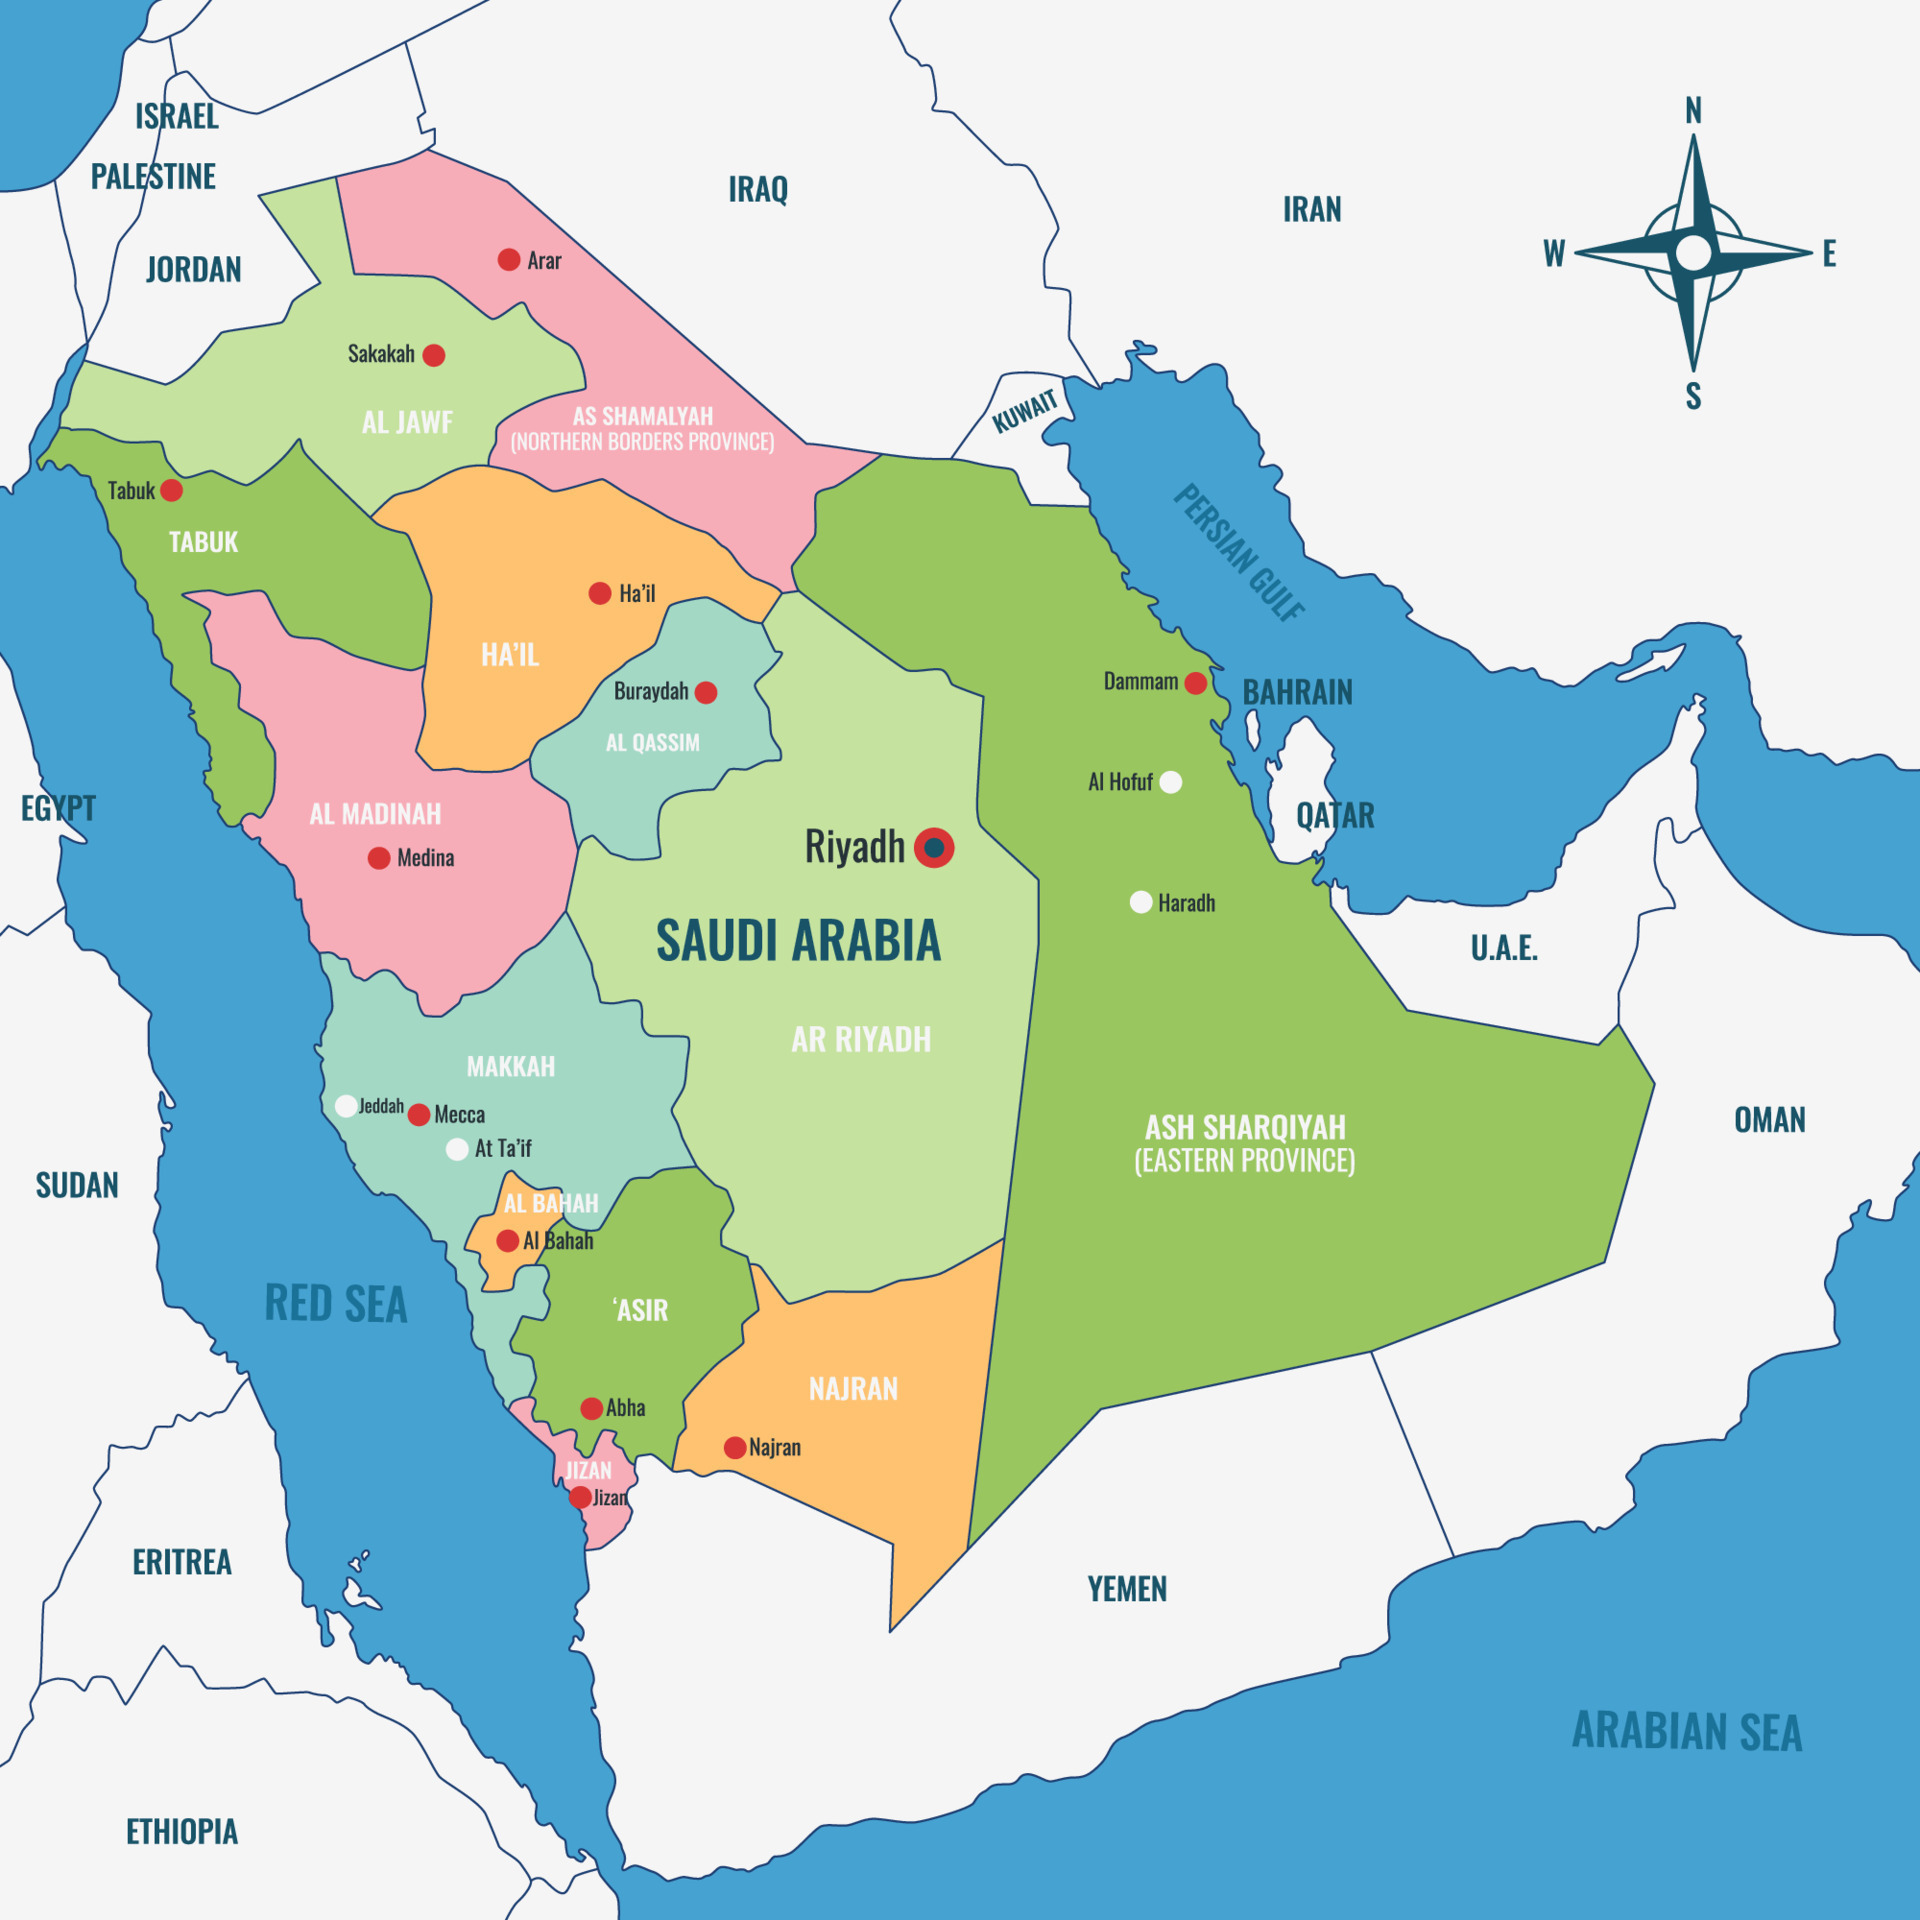 N
ISRAEL
PALESTINE
IRAQ
IRAN
W
E
JORDAN
Arar
Sakakah
S
KUWAIT
AL JAWF
AS SHAMALYAH
(NORTHERN BORDERS PROVINCE)
Tabuk
TABUK
PERSIAN GULF
Ha'il
HA'IL
Buraydah
Dammam
BAHRAIN
AL QASSIM
Al Hofuf
EGYPT
AL MADINAH
QATAR
Medina
Riyadh
Haradh
SAUDI ARABIA
U.A.E.
AR RIYADH
MAKKAH
Jeddah
Mecca
At Ta'if
ASH SHARQIYAH
(EASTERN PROVINCE)
OMAN
SUDAN
AL BAHAH
Al Bahah
RED SEA
'ASIR
NAJRAN
Abha
Najran
JIZAN
Jizan
ERITREA
YEMEN
ARABIAN SEA
ETHIOPIA